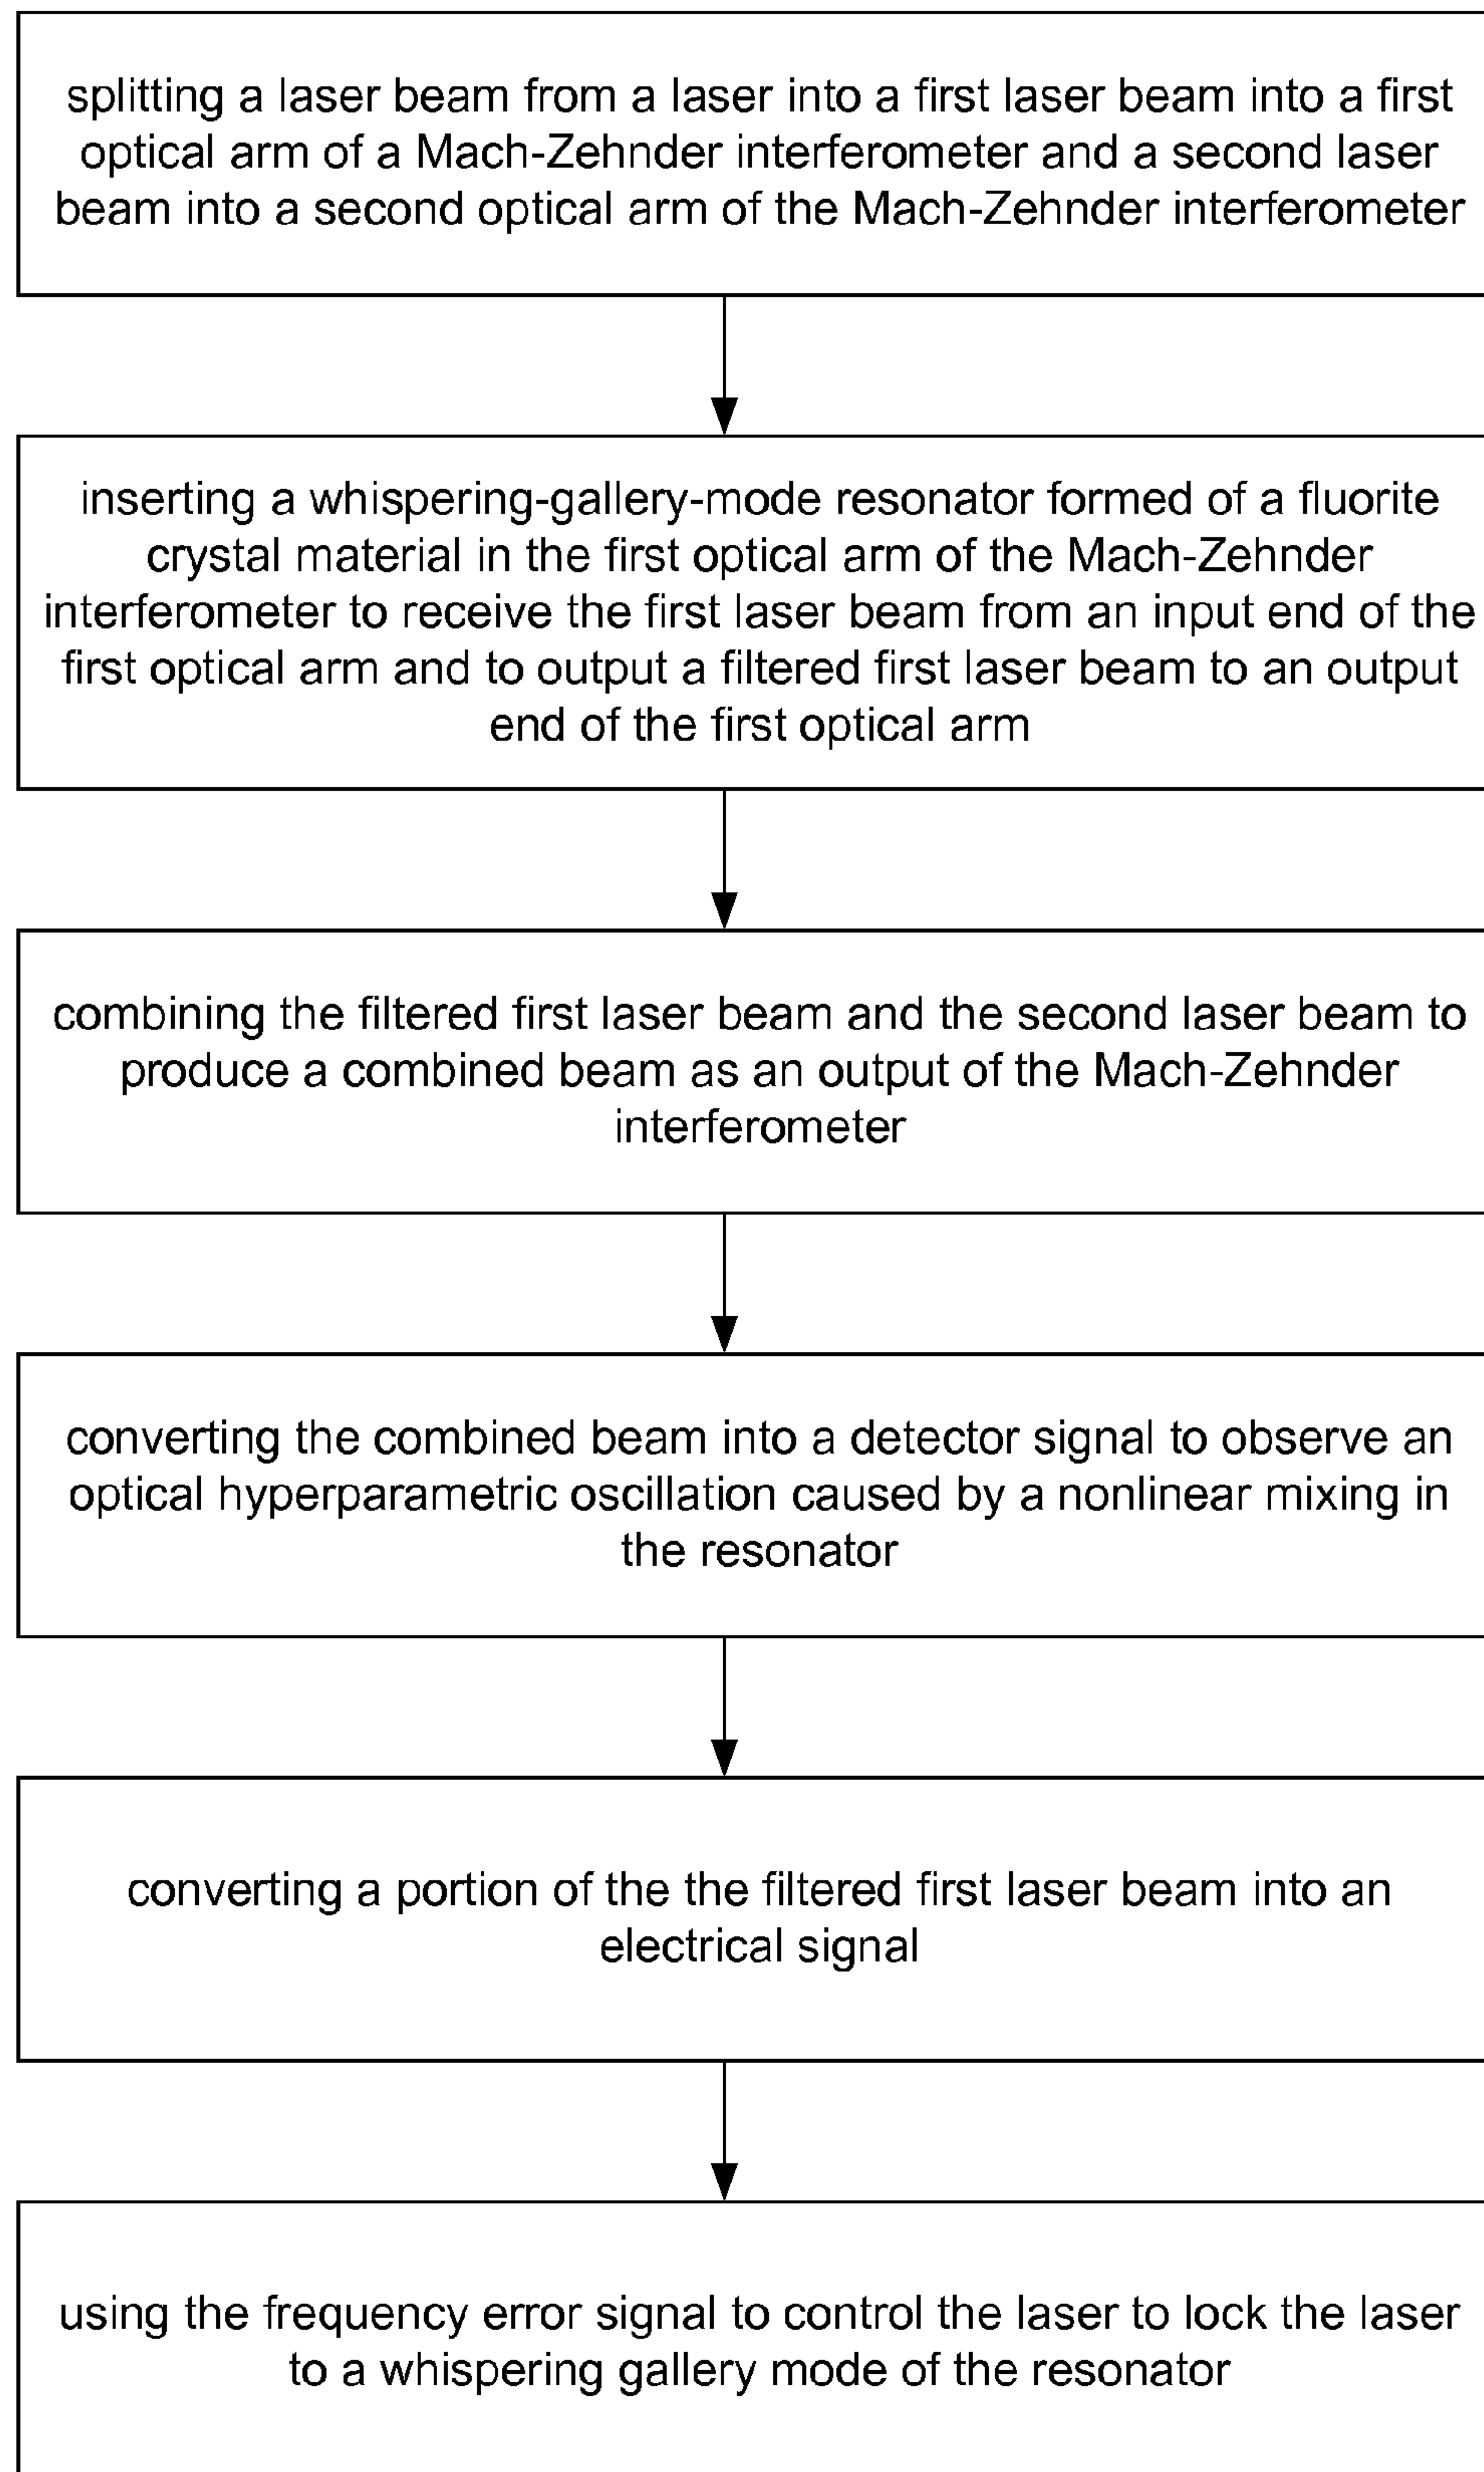 splitting a laser beam from a laser into a first laser beam into a first
optical arm of a Mach-Zehnder interferometer and a second laser
beam into a second optical arm of the Mach-Zehnder interferometer
inserting a whispering-gallery-mode resonator formed of a fluorite
crystal material in the first optical arm of the Mach-Zehnder
interferometer to receive the first laser beam from an input end of the
first optical arm and to output a filtered first laser beam to an output
end of the first optical arm
combining the filtered first laser beam and the second laser beam to
produce a combined beam as an output of the Mach-Zehnder
interferometer
converting the combined beam into a detector signal to observe an
optical hyperparametric oscillation caused by a nonlinear mixing in
the resonator
converting a portion of the the filtered first laser beam into an
electrical signal
using the frequency error signal to control the laser to lock the laser
to a whispering gallery mode of the resonator